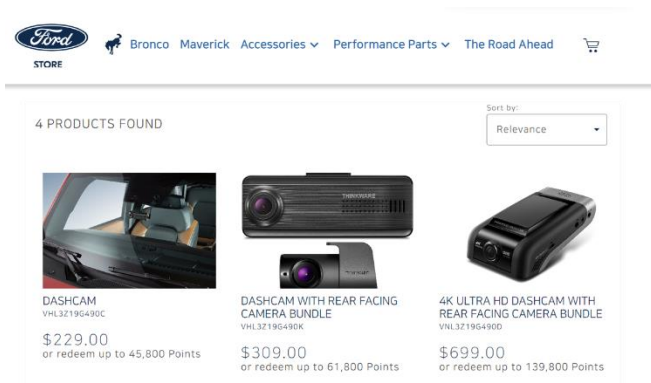 Ford
STORE
Bronco Maverick Accessories Performance Parts The Road Ahead
4 PRODUCTS FOUND
Sort by:
Relevance
THINKWARE
DASHCAM
VHL3Z19G490C
$229.00
or redeem up to 45,800 Points
DASHCAM WITH REAR FACING
CAMERA BUNDLE
VHL3Z19G490K
$309.00
or redeem up to 61,800 Points
4K ULTRA HD DASHCAM WITH
REAR FACING CAMERA BUNDLE
VNL3Z19G490D
$699.00
or redeem up to 139,800 Points